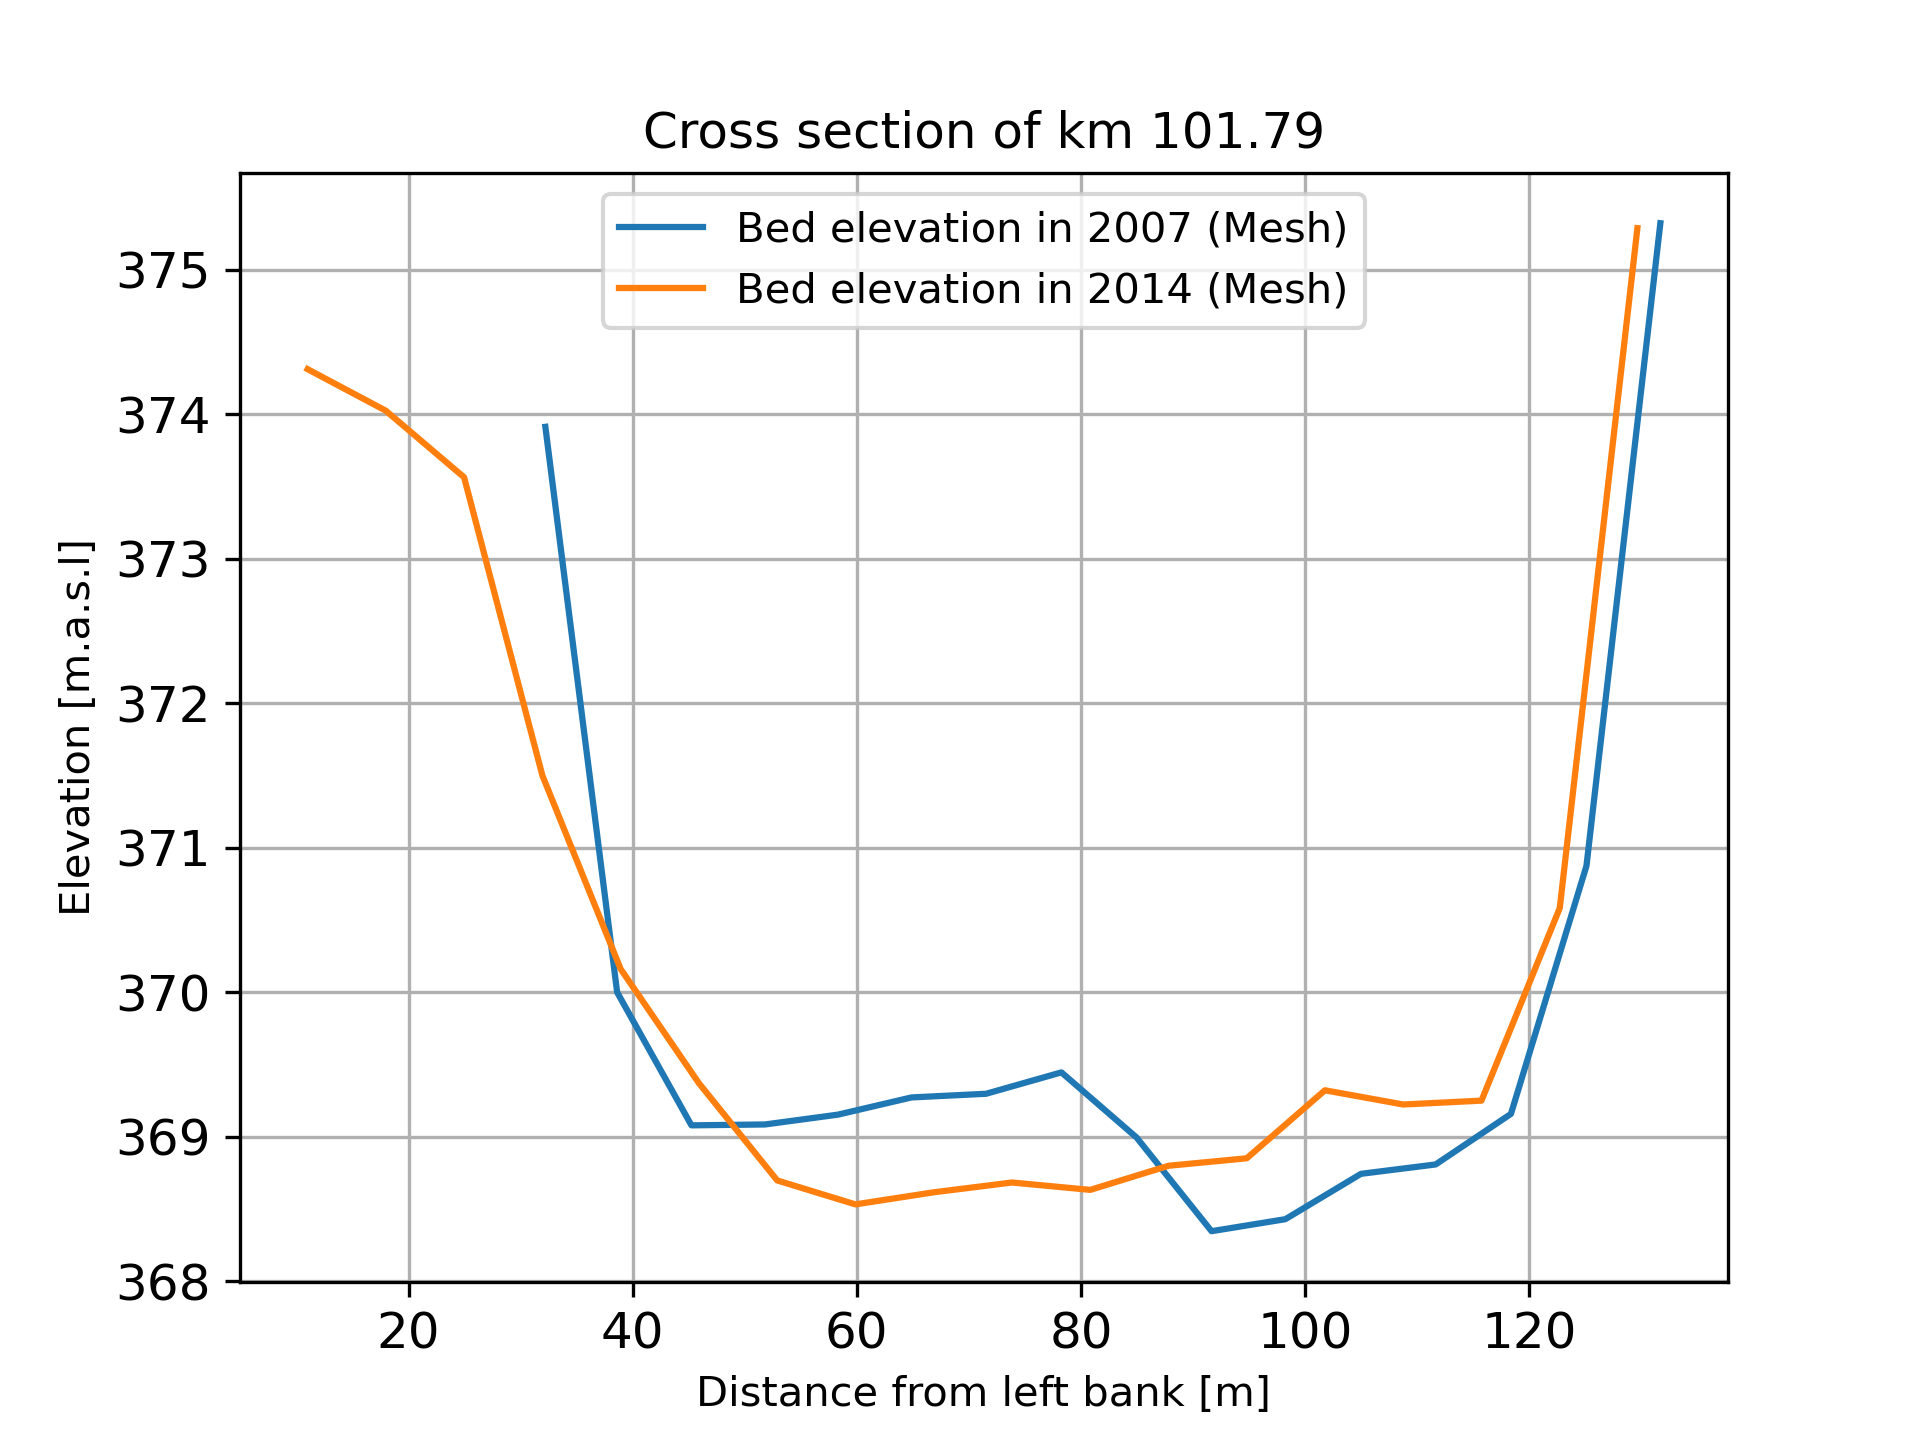 Cross section of km 101.79
Bed elevation in 2007 (Mesh)
Bed elevation in 2014 (Mesh)
375
374
373
372
371
370
369
368
Elevation [m.a.s.l]
20 40 60 80 100 120
Distance from left bank [m]